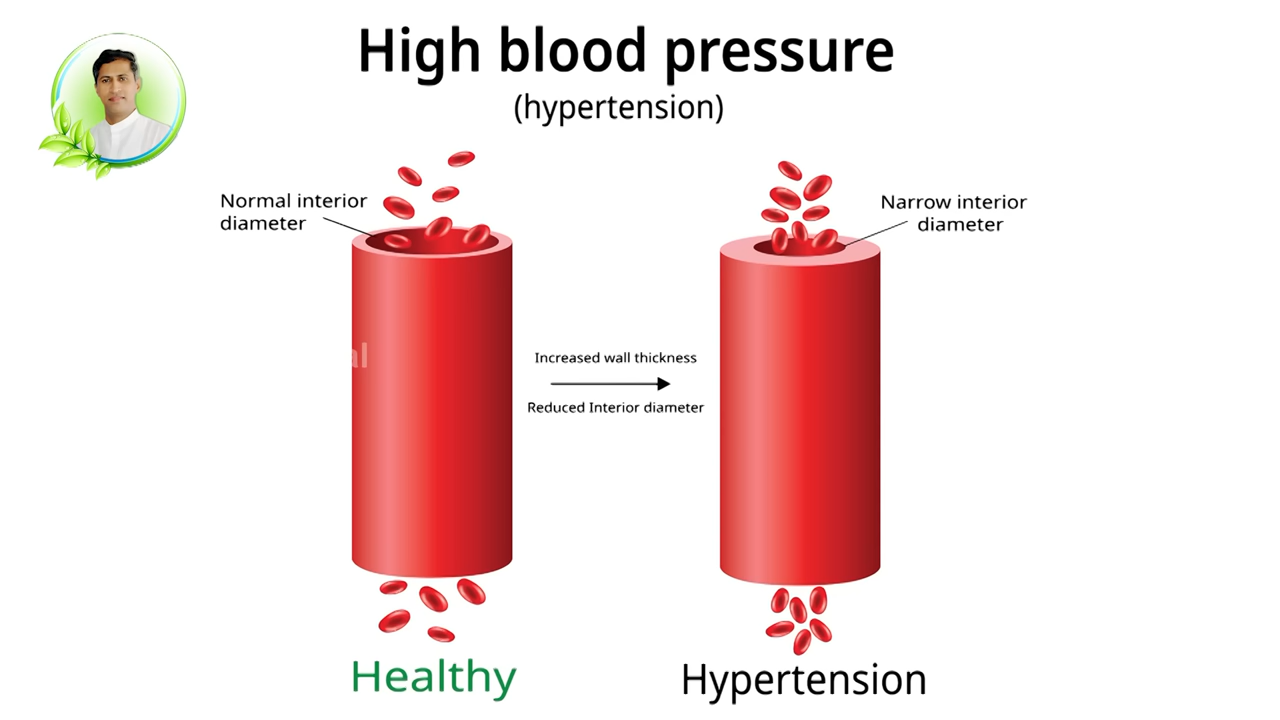 High blood pressure
(hypertension)
Normal interior
diameter
Narrow interior
diameter
Increased wall thickness
Reduced Interior diameter
Healthy
Hypertension